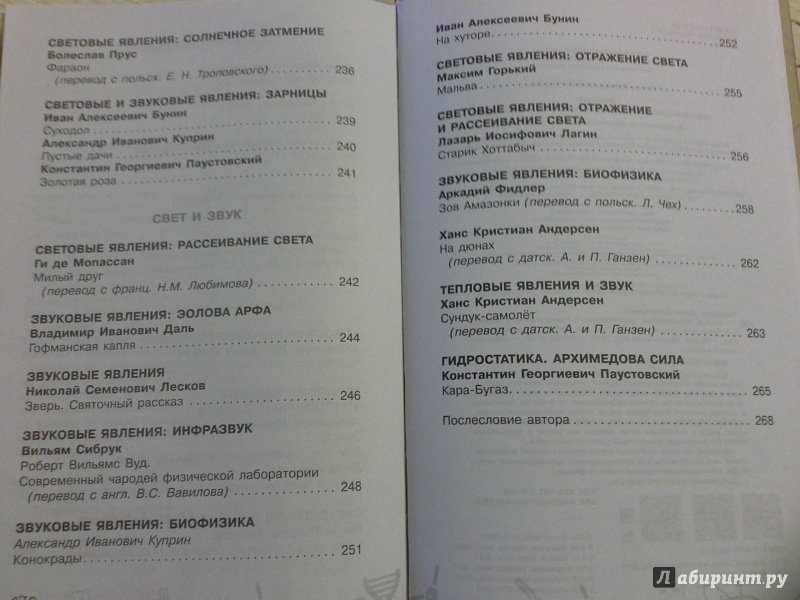 СВЕТОВЫЕ ЯВЛЕНИЯ: СОЛНЕЧНОЕ ЗАТМЕНИЕ
Болеслав Прус
Фараон
(перевод с польск. Е. Н. Троповского) 236
СВЕТОВЫЕ И ЗВУКОВЫЕ ЯВЛЕНИЯ: ЗАРНИЦЫ
Иван Алексеевич Бунин
Суходол 239
Александр Иванович Куприн
Пустые дачи 240
Константин Георгиевич Паустовский
Золотая роза 241
СВЕТ И ЗВУК
СВЕТОВЫЕ ЯВЛЕНИЯ: РАССЕИВАНИЕ СВЕТА
Ги де Мопассан
Милый друг
(перевод с франц. Н.М. Любимова) 242
ЗВУКОВЫЕ ЯВЛЕНИЯ: ЭОЛОВА АРФА
Владимир Иванович Даль
Гофманская капля 244
ЗВУКОВЫЕ ЯВЛЕНИЯ
Николай Семенович Лесков
Зверь. Святочный рассказ 246
ЗВУКОВЫЕ ЯВЛЕНИЯ: ИНФРАЗВУК
Вильям Сибрук
Роберт Вильямс Вуд.
Современный чародей физической лаборатории
(перевод с англ. В.С. Вавилова) 248
ЗВУКОВЫЕ ЯВЛЕНИЯ: БИОФИЗИКА
Александр Иванович Куприн
Конокрады 251
Иван Алексеевич Бунин
На хуторе 252
СВЕТОВЫЕ ЯВЛЕНИЯ: ОТРАЖЕНИЕ СВЕТА
Максим Горький
Мальва 255
СВЕТОВЫЕ ЯВЛЕНИЯ: ОТРАЖЕНИЕ
И РАССЕИВАНИЕ СВЕТА
Лазарь Иосифович Лагин
Старик Хоттабыч 256
ЗВУКОВЫЕ ЯВЛЕНИЯ: БИОФИЗИКА
Аркадий Фидлер
Зов Амазонки (перевод с польск. Л. Чех) 258
Ханс Кристиан Андерсен
На дюнах
(перевод с датск. А. и П. Ганзен) 262
ТЕПЛОВЫЕ ЯВЛЕНИЯ И ЗВУК
Ханс Кристиан Андерсен
Сундук-самолёт
(перевод с датск. А. и П. Ганзен) 263
ГИДРОСТАТИКА. АРХИМЕДОВА СИЛА
Константин Георгиевич Паустовский
Кара-Бугаз 265
Послесловие автора 268
Лабиринт.ру